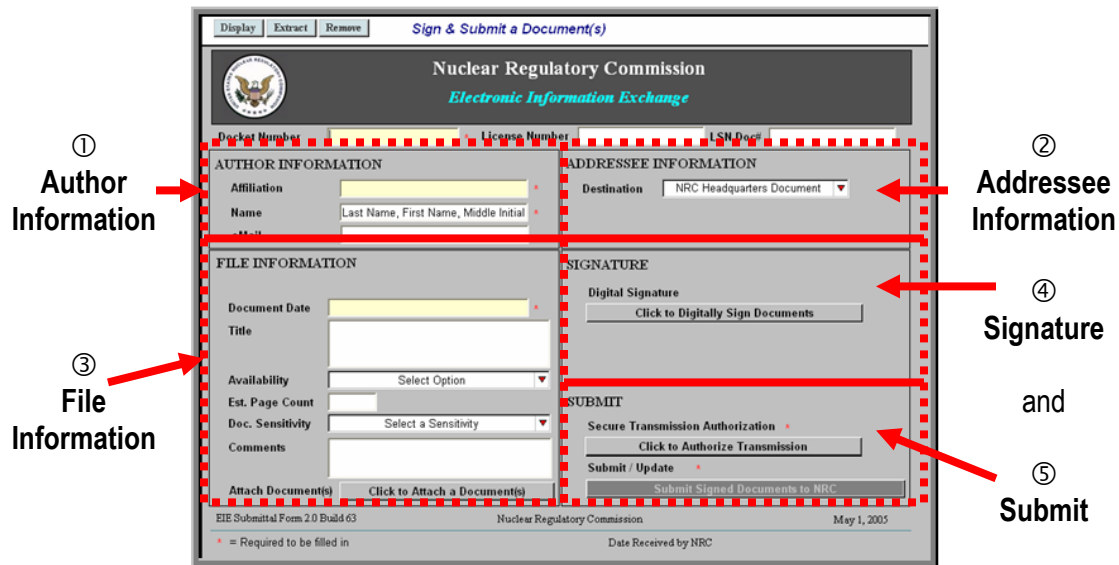 Display Extract Remove Sign & Submit a Document(s)
Nuclear Regulatory Commission
Electronic Information Exchange
Docket Number * License Number LSN Doc#
①
Author
Information
AUTHOR INFORMATION
Affiliation *
Name Last Name, First Name, Middle Initial *
eMail
ADDRESSEE INFORMATION
Destination NRC Headquarters Document
②
Addressee
Information
③
File
Information
FILE INFORMATION
Document Date *
Title
Availability Select Option
Est. Page Count
Doc. Sensitivity Select a Sensitivity
Comments
Attach Document(s) Click to Attach a Document(s)
SIGNATURE
Digital Signature
Click to Digitally Sign Documents
④
Signature
and
SUBMIT
Secure Transmission Authorization *
Click to Authorize Transmission
Submit / Update *
Submit Signed Documents to NRC
⑤
Submit
EIE Submittal Form 2.0 Build 63 Nuclear Regulatory Commission May 1, 2005
* = Required to be filled in Date Received by NRC